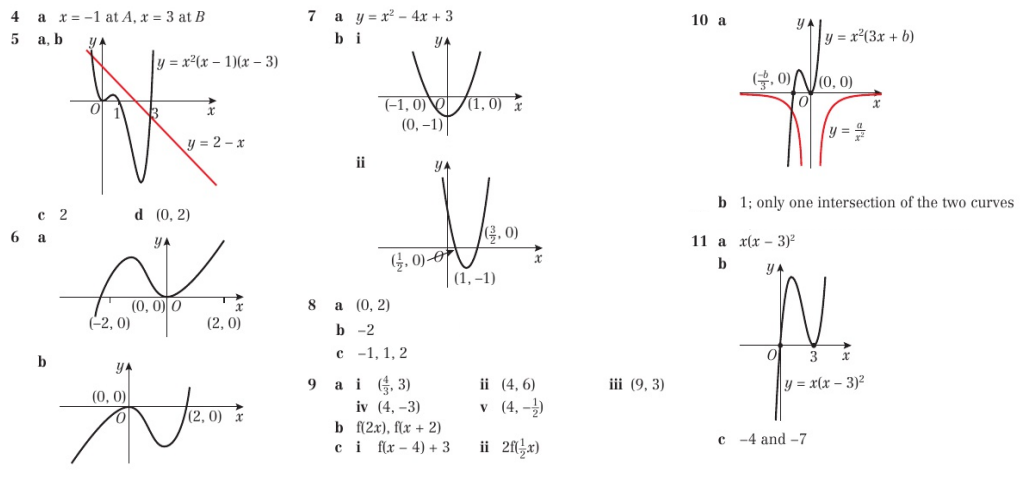 4 a x = −1 at A, x = 3 at B
5 a, b
y
y = x²(x − 1)(x − 3)
O 1 3 x
y = 2 − x
c 2 d (0, 2)
6 a
y
(0, 0) O x
(−2, 0) (2, 0)
b
y
(0, 0)
O (2, 0) x
7 a y = x² − 4x + 3
b i
y
(−1, 0) O (1, 0) x
(0, −1)
ii
y
(3/2, 0)
(1/2, 0) O x
(1, −1)
8 a (0, 2)
b −2
c −1, 1, 2
9 a i (4/3, 3) ii (4, 6) iii (9, 3)
iv (4, −3) v (4, −1/2)
b f(2x), f(x + 2)
c i f(x − 4) + 3 ii 2f(1/2x)
10 a
y
y = x²(3x + b)
(−b/3, 0) (0, 0)
O x
y = a/x²
b 1; only one intersection of the two curves
11 a x(x − 3)²
b
y
O 3 x
y = x(x − 3)²
c −4 and −7